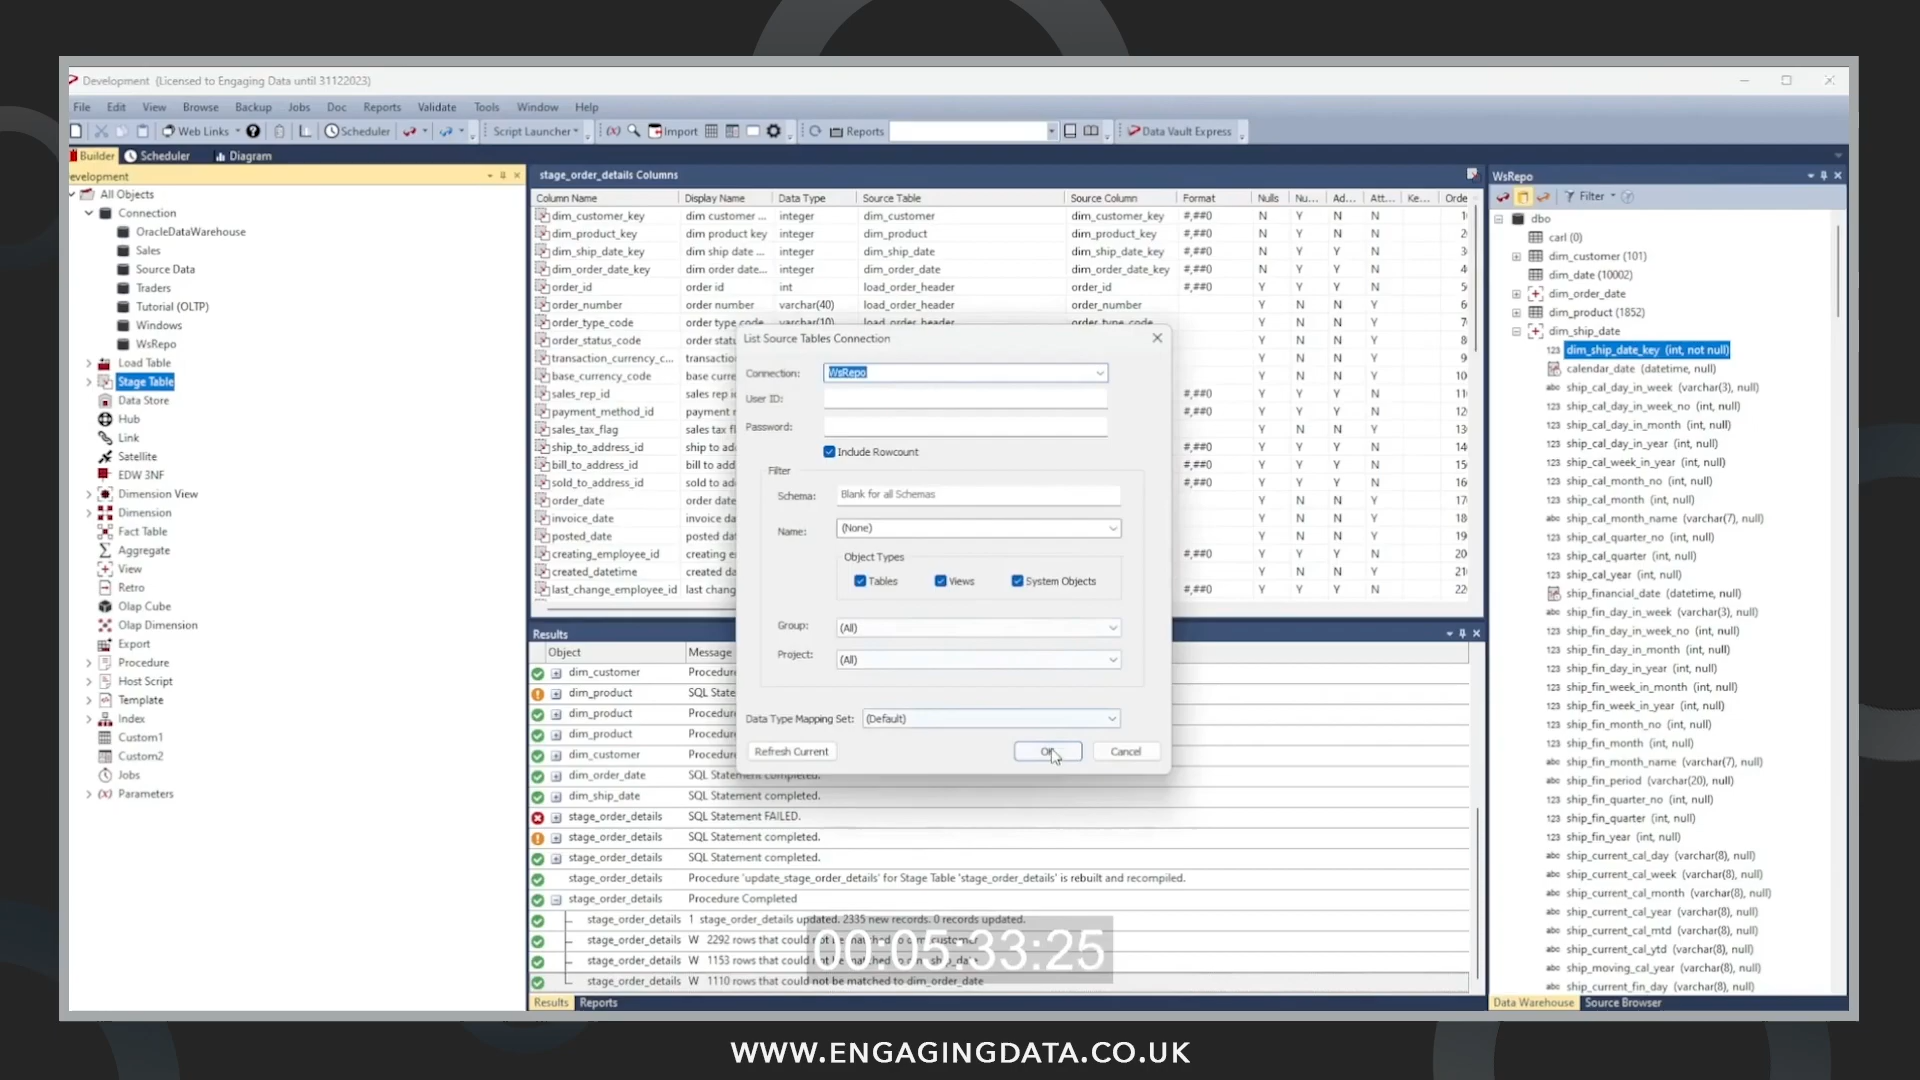 Development (Licensed to Engaging Data until 31122023)
File Edit View Browse Backup Jobs Doc Reports Validate Tools Window Help
Web Links Scheduler Script Launcher Import Reports Data Vault Express
Builder Scheduler Diagram
evelopment
All Objects
Connection
OracleDataWarehouse
Sales
Source Data
Traders
Tutorial (OLTP)
Windows
WsRepo
Load Table
Stage Table
Data Store
Hub
Link
Satellite
EDW 3NF
Dimension View
Dimension
Fact Table
Aggregate
View
Retro
Olap Cube
Olap Dimension
Export
Procedure
Host Script
Template
Index
Custom1
Custom2
Jobs
Parameters
stage_order_details Columns
Column Name Display Name Data Type Source Table Source Column Format Nulls Nu... Ad... Att... Ke... Orde
dim_customer_key dim customer ... integer dim_customer dim_customer_key #,##0 N Y N N
dim_product_key dim product key integer dim_product dim_product_key #,##0 N Y N N
dim_ship_date_key dim ship date ... integer dim_ship_date dim_ship_date_key #,##0 N Y Y N
dim_order_date_key dim order date... integer dim_order_date dim_order_date_key #,##0 N Y Y N
order_id order id int load_order_header order_id #,##0 Y Y Y N
order_number order number varchar(40) load_order_header order_number Y N N Y
order_type_code order type code varchar(10) load_order_header order_type_code Y N N Y
order_status_code order stat Y N N Y
transaction_currency_c... transactio Y N N Y
base_currency_code base curre Y N N Y
sales_rep_id sales rep i #,##0 Y Y Y N
payment_method_id payment r #,##0 Y Y Y N
sales_tax_flag sales tax fl Y N N Y
ship_to_address_id ship to ad #,##0 Y Y Y N
bill_to_address_id bill to add #,##0 Y Y Y N
sold_to_address_id sold to ad #,##0 Y Y Y N
order_date order date Y N N Y
invoice_date invoice da Y N N Y
posted_date posted dat Y N N Y
creating_employee_id creating e #,##0 Y Y Y N
created_datetime created da Y N N Y
last_change_employee_id last chang #,##0 Y Y Y N
List Source Tables Connection
Connection: WsRepo
User ID:
Password:
Include Rowcount
Filter
Schema: Blank for all Schemas
Name: (None)
Object Types
Tables Views System Objects
Group: (All)
Project: (All)
Data Type Mapping Set: (Default)
Refresh Current OK Cancel
Results
Object Message
dim_customer Procedur
dim_product SQL State
dim_product Procedur
dim_product Procedur
dim_customer Procedur
dim_order_date SQL Statement completed.
dim_ship_date SQL Statement completed.
stage_order_details SQL Statement FAILED.
stage_order_details SQL Statement completed.
stage_order_details SQL Statement completed.
stage_order_details Procedure 'update_stage_order_details' for Stage Table 'stage_order_details' is rebuilt and recompiled.
stage_order_details Procedure Completed
stage_order_details 1 stage_order_details updated. 2335 new records. 0 records updated.
stage_order_details W 2292 rows that could not be matched to dim_customer
stage_order_details W 1153 rows that could not be matched to dim_ship_date
stage_order_details W 1110 rows that could not be matched to dim_order_date
00:05:33:25
Results Reports
WsRepo
Filter
dbo
carl (0)
dim_customer (101)
dim_date (10002)
dim_order_date
dim_product (1852)
dim_ship_date
dim_ship_date_key (int, not null)
calendar_date (datetime, null)
ship_cal_day_in_week (varchar(3), null)
ship_cal_day_in_week_no (int, null)
ship_cal_day_in_month (int, null)
ship_cal_day_in_year (int, null)
ship_cal_week_in_year (int, null)
ship_cal_month_no (int, null)
ship_cal_month (int, null)
ship_cal_month_name (varchar(7), null)
ship_cal_quarter_no (int, null)
ship_cal_quarter (int, null)
ship_cal_year (int, null)
ship_financial_date (datetime, null)
ship_fin_day_in_week (varchar(3), null)
ship_fin_day_in_week_no (int, null)
ship_fin_day_in_month (int, null)
ship_fin_day_in_year (int, null)
ship_fin_week_in_month (int, null)
ship_fin_week_in_year (int, null)
ship_fin_month_no (int, null)
ship_fin_month (int, null)
ship_fin_month_name (varchar(7), null)
ship_fin_period (varchar(20), null)
ship_fin_quarter_no (int, null)
ship_fin_quarter (int, null)
ship_fin_year (int, null)
ship_current_cal_day (varchar(8), null)
ship_current_cal_week (varchar(8), null)
ship_current_cal_month (varchar(8), null)
ship_current_cal_year (varchar(8), null)
ship_current_cal_mtd (varchar(8), null)
ship_current_cal_ytd (varchar(8), null)
ship_moving_cal_year (varchar(8), null)
ship_current_fin_day (varchar(8), null)
Data Warehouse Source Browser
WWW.ENGAGINGDATA.CO.UK